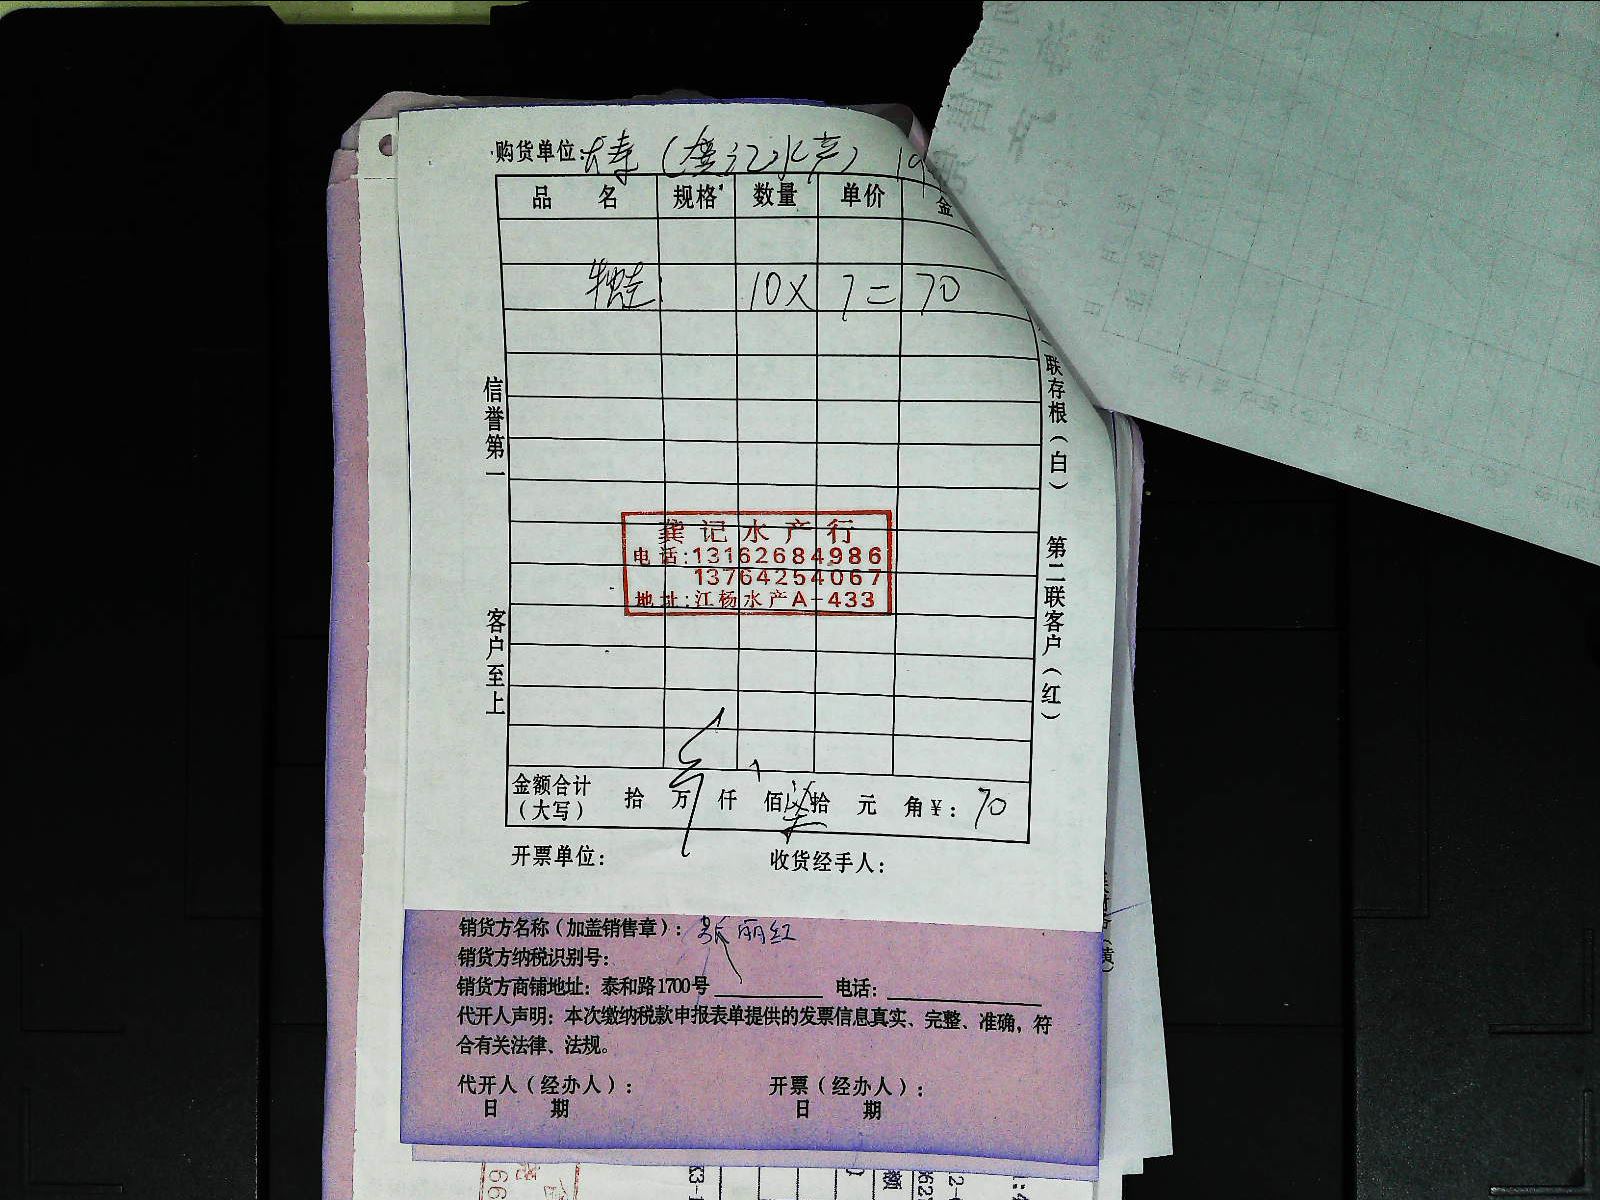 购货单位:
品 名 规格 数量 单价 金
牛蛙 10× 7= 70
信誉第一
客户至上
联存根(白)
第二联客户(红)
龚记水产行
电话:13162684986
13764254067
地址:江杨水产A-433
金额合计(大写) 拾 万 仟 佰 柒拾 元 角¥: 70
开票单位: 收货经手人:
销货方名称(加盖销售章): 丽红
销货方纳税识别号:
销货方商铺地址: 泰和路1700号 电话:
代开人声明: 本次缴纳税款申报表单提供的发票信息真实、完整、准确, 符
合有关法律、法规。
代开人(经办人): 开票(经办人):
日 期 日 期